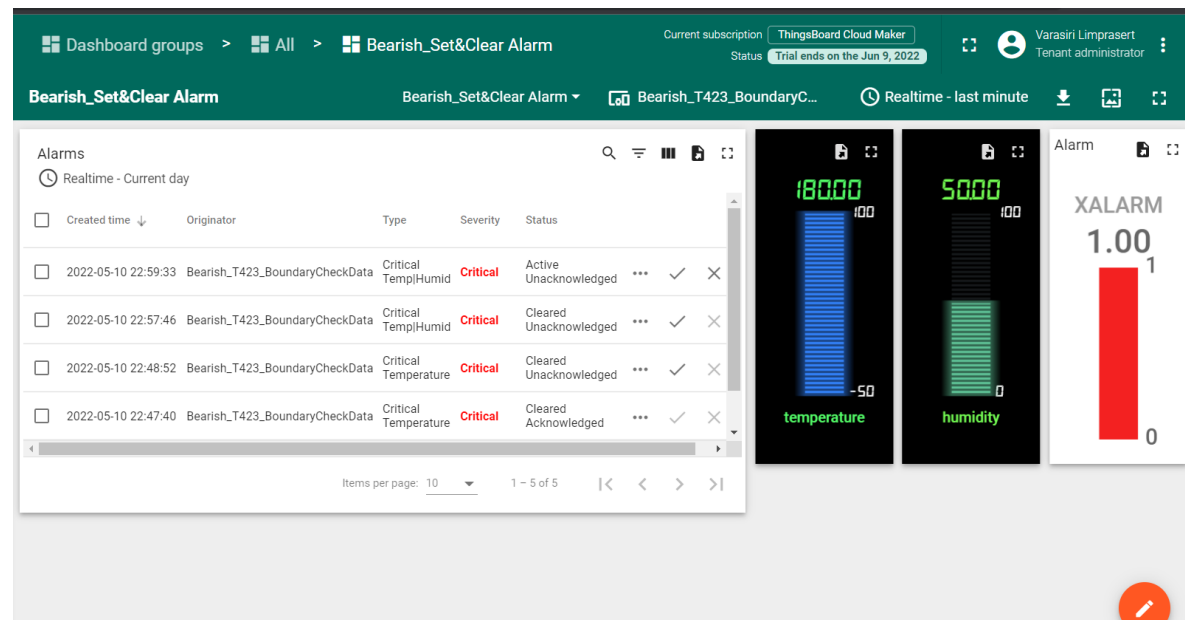 Dashboard groups > All > Bearish_Set&Clear Alarm
Current subscription ThingsBoard Cloud Maker
Status Trial ends on the Jun 9, 2022
Varasiri Limprasert
Tenant administrator
Bearish_Set&Clear Alarm
Bearish_Set&Clear Alarm
Bearish_T423_BoundaryC...
Realtime - last minute
Alarms
Realtime - Current day
Created time Originator Type Severity Status
2022-05-10 22:59:33 Bearish_T423_BoundaryCheckData Critical Temp|Humid Critical Active Unacknowledged
2022-05-10 22:57:46 Bearish_T423_BoundaryCheckData Critical Temp|Humid Critical Cleared Unacknowledged
2022-05-10 22:48:52 Bearish_T423_BoundaryCheckData Critical Temperature Critical Cleared Unacknowledged
2022-05-10 22:47:40 Bearish_T423_BoundaryCheckData Critical Temperature Critical Cleared Acknowledged
Items per page: 10 1 – 5 of 5
180.00
100
-50
temperature
50.00
100
0
humidity
Alarm
XALARM
1.00
1
0